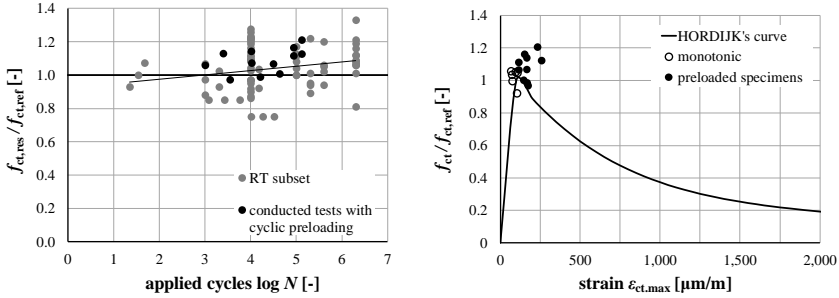 f_ct,res / f_ct,ref [-]
1.4
1.2
1.0
0.8
0.6
0.4
0.2
0.0
RT subset
conducted tests with
cyclic preloading
0 1 2 3 4 5 6 7
applied cycles log N [-]
f_ct / f_ct,ref [-]
1.4
1.2
1
0.8
0.6
0.4
0.2
0
HORDIJK's curve
monotonic
preloaded specimens
0 500 1,000 1,500 2,000
strain ε_ct,max [µm/m]